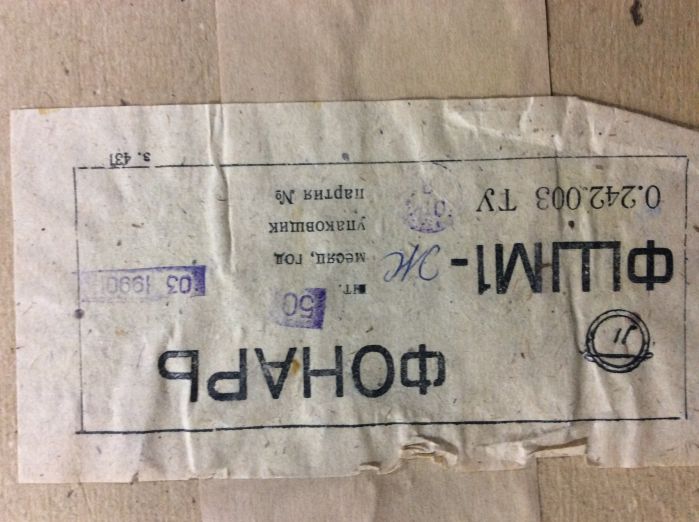 ФОНАРЬ
ФШМ1-Ж
0.242.003 ТУ
50
шт.
месяц, год 03 1990
упаковщик
партия №
з. 431